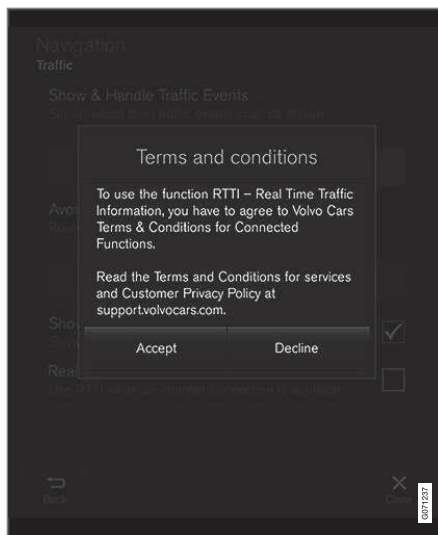 Navigation
Traffic
Show & Handle Traffic Events
Terms and conditions
To use the function RTTI – Real Time Traffic
Information, you have to agree to Volvo Cars
Terms & Conditions for Connected
Functions.
Read the Terms and Conditions for services
and Customer Privacy Policy at
support.volvocars.com.
Accept
Decline
Back
Close
G071237